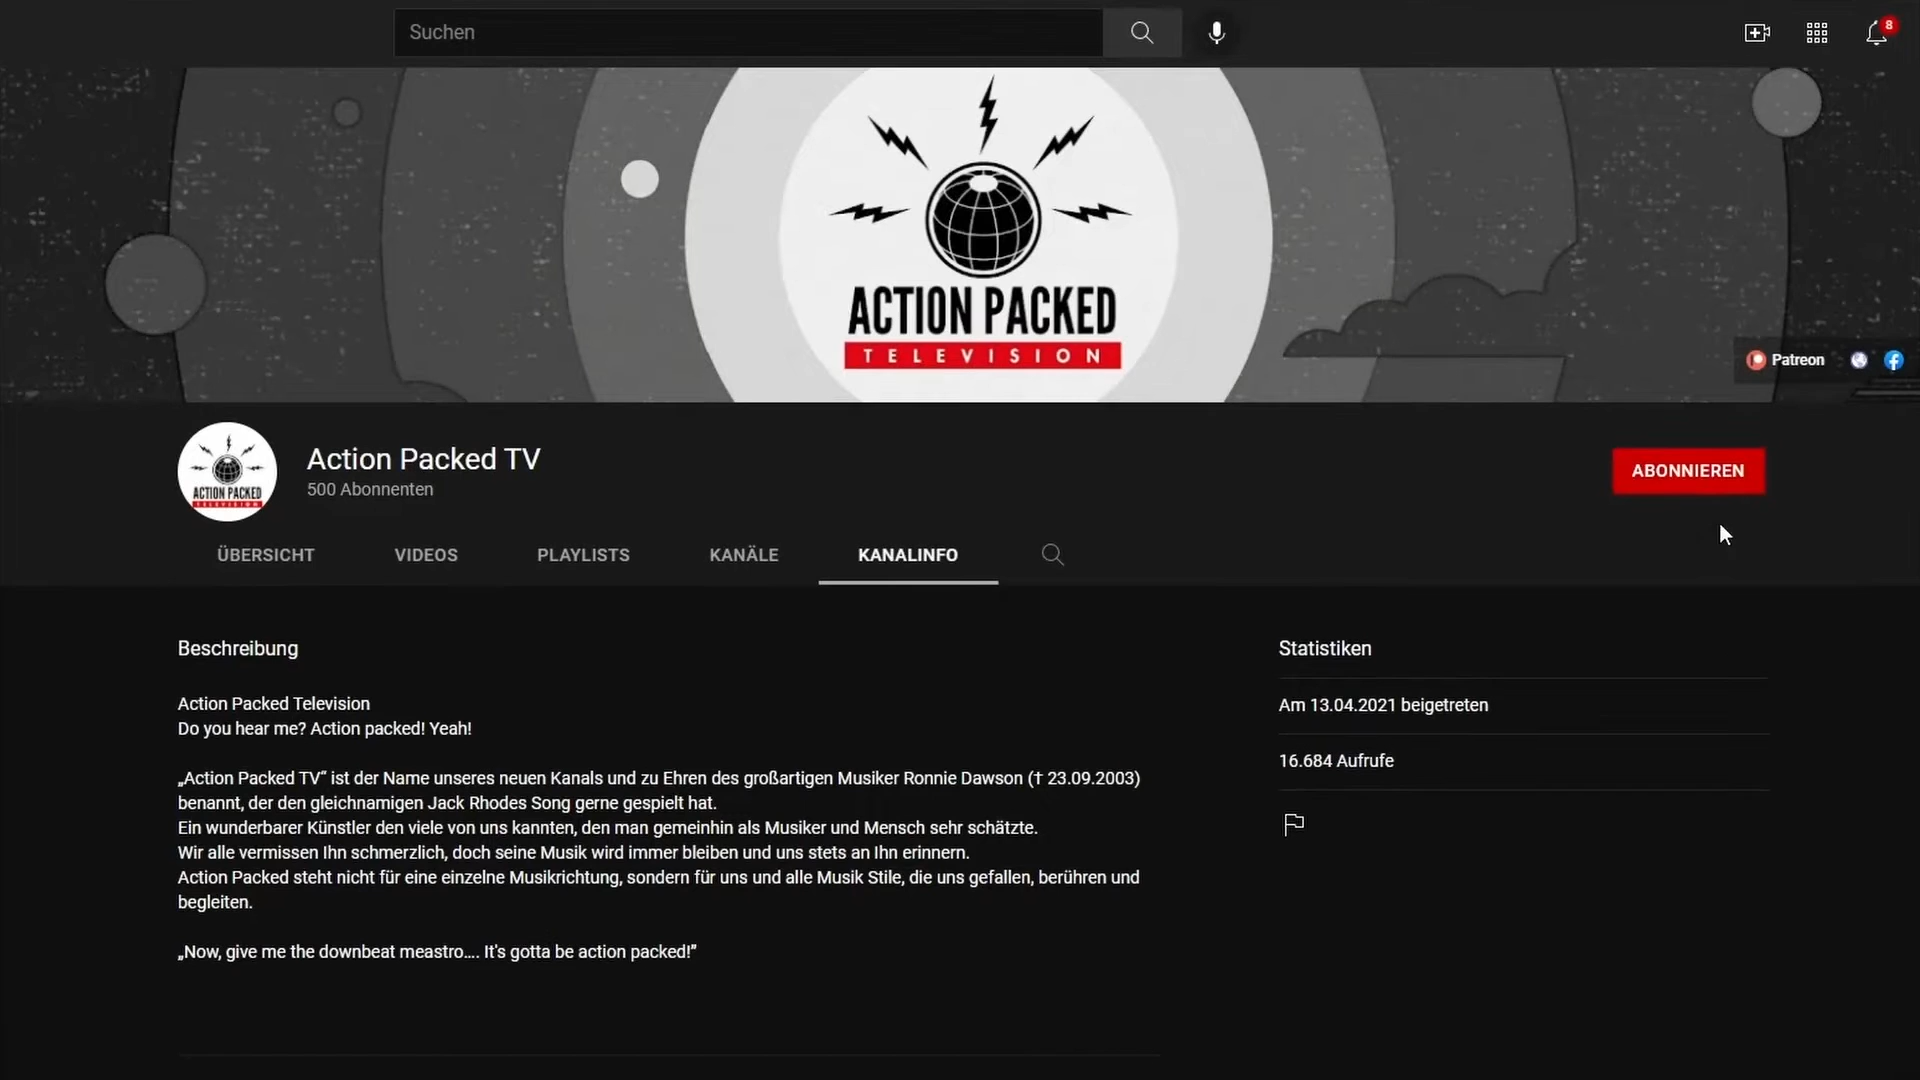 Suchen
8
ACTION PACKED
TELEVISION
Patreon
ACTION PACKED
TELEVISION
Action Packed TV
500 Abonnenten
ABONNIEREN
ÜBERSICHT
VIDEOS
PLAYLISTS
KANÄLE
KANALINFO
Beschreibung
Action Packed Television
Do you hear me? Action packed! Yeah!
„Action Packed TV“ ist der Name unseres neuen Kanals und zu Ehren des großartigen Musiker Ronnie Dawson († 23.09.2003)
benannt, der den gleichnamigen Jack Rhodes Song gerne gespielt hat.
Ein wunderbarer Künstler den viele von uns kannten, den man gemeinhin als Musiker und Mensch sehr schätzte.
Wir alle vermissen Ihn schmerzlich, doch seine Musik wird immer bleiben und uns stets an Ihn erinnern.
Action Packed steht nicht für eine einzelne Musikrichtung, sondern für uns und alle Musik Stile, die uns gefallen, berühren und
begleiten.
„Now, give me the downbeat meastro.... It's gotta be action packed!”
Statistiken
Am 13.04.2021 beigetreten
16.684 Aufrufe